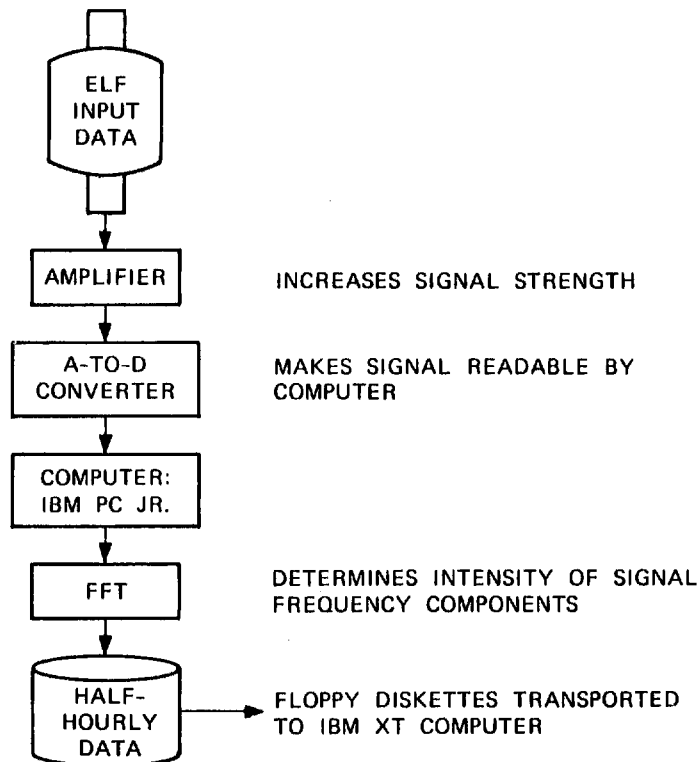 ELF
INPUT
DATA
AMPLIFIER
INCREASES SIGNAL STRENGTH
A-TO-D
CONVERTER
MAKES SIGNAL READABLE BY
COMPUTER
COMPUTER:
IBM PC JR.
FFT
DETERMINES INTENSITY OF SIGNAL
FREQUENCY COMPONENTS
HALF-
HOURLY
DATA
FLOPPY DISKETTES TRANSPORTED
TO IBM XT COMPUTER